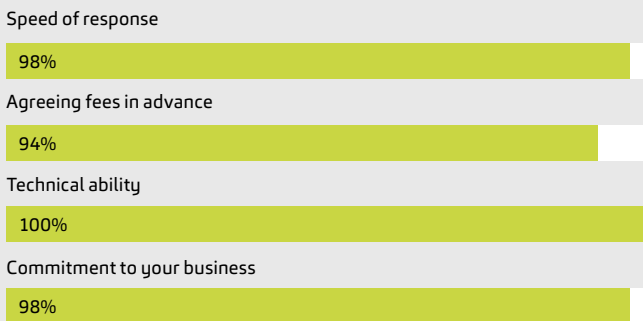 Speed of response
98%
Agreeing fees in advance
94%
Technical ability
100%
Commitment to your business
98%